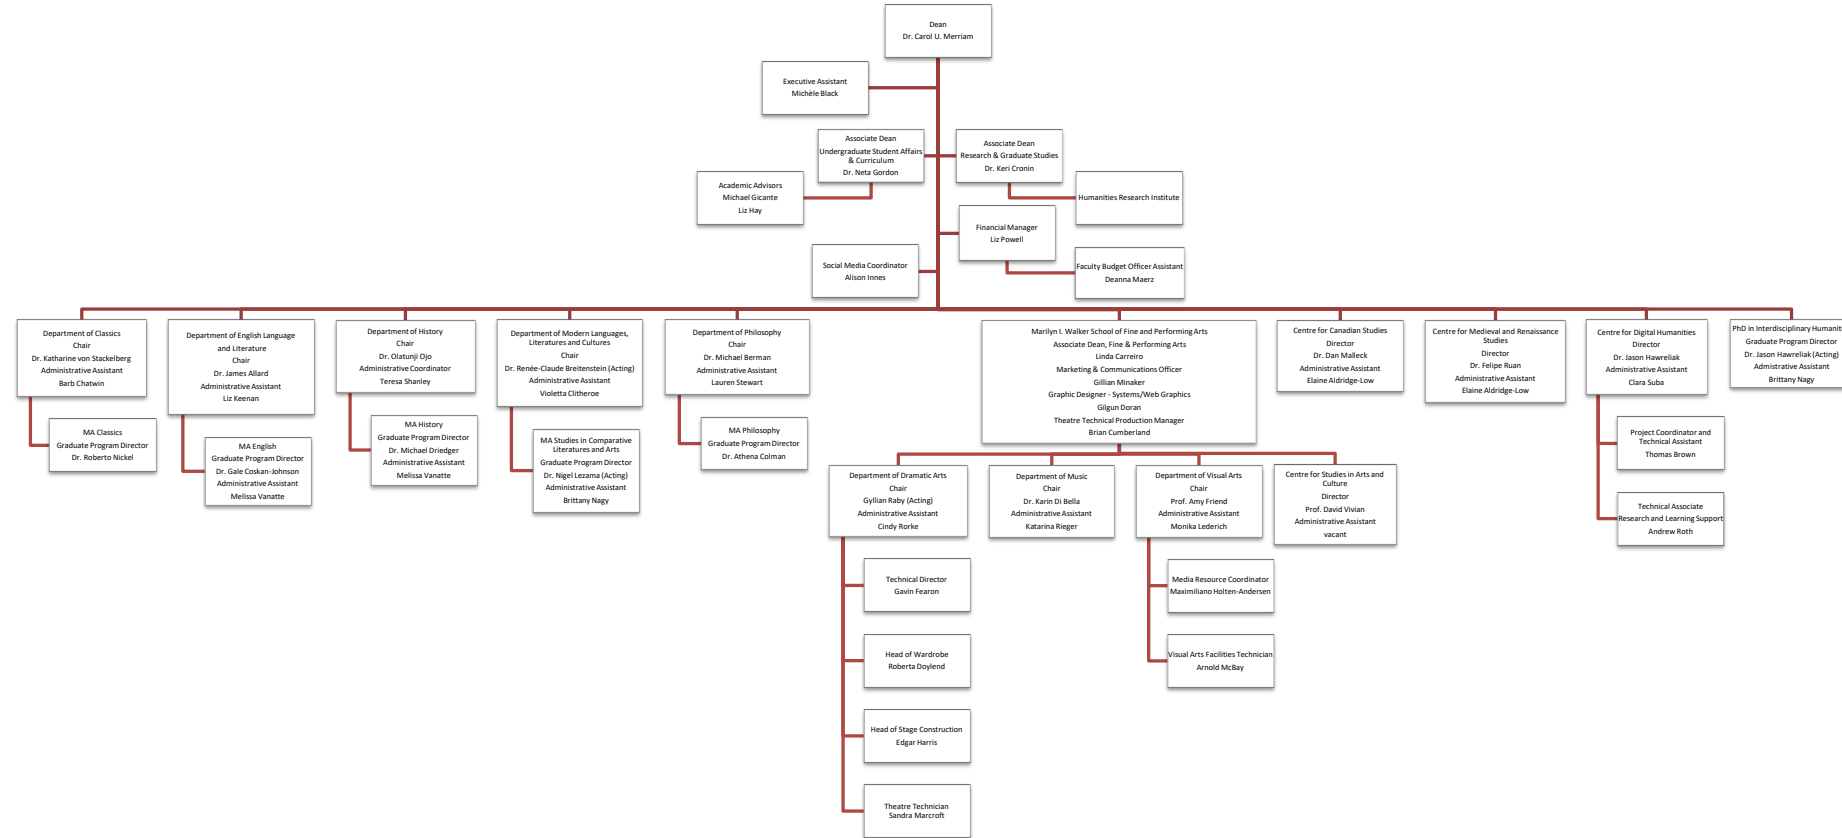 Dean
Dr. Carol U. Merriam
Executive Assistant
Michèle Black
Associate Dean
Undergraduate Student Affairs
& Curriculum
Dr. Neta Gordon
Associate Dean
Research & Graduate Studies
Dr. Keri Cronin
Academic Advisors
Michael Gicante
Liz Hay
Humanities Research Institute
Financial Manager
Liz Powell
Social Media Coordinator
Alison Innes
Faculty Budget Officer Assistant
Deanna Maerz
Department of Classics
Chair
Dr. Katharine von Stackelberg
Administrative Assistant
Barb Chatwin
MA Classics
Graduate Program Director
Dr. Roberto Nickel
Department of English Language
and Literature
Chair
Dr. James Allard
Administrative Assistant
Liz Keenan
MA English
Graduate Program Director
Dr. Gale Coskan-Johnson
Administrative Assistant
Melissa Vanatte
Department of History
Chair
Dr. Olatunji Ojo
Administrative Coordinator
Teresa Shanley
MA History
Graduate Program Director
Dr. Michael Driedger
Administrative Assistant
Melissa Vanatte
Department of Modern Languages,
Literatures and Cultures
Chair
Dr. Renée-Claude Breitenstein (Acting)
Administrative Assistant
Violetta Clitheroe
MA Studies in Comparative
Literatures and Arts
Graduate Program Director
Dr. Nigel Lezama (Acting)
Administrative Assistant
Brittany Nagy
Department of Philosophy
Chair
Dr. Michael Berman
Administrative Assistant
Lauren Stewart
MA Philosophy
Graduate Program Director
Dr. Athena Colman
Marilyn I. Walker School of Fine and Performing Arts
Associate Dean, Fine & Performing Arts
Linda Carreiro
Marketing & Communications Officer
Gillian Minaker
Graphic Designer - Systems/Web Graphics
Gilgun Doran
Theatre Technical Production Manager
Brian Cumberland
Department of Dramatic Arts
Chair
Gyllian Raby (Acting)
Administrative Assistant
Cindy Rorke
Technical Director
Gavin Fearon
Head of Wardrobe
Roberta Doylend
Head of Stage Construction
Edgar Harris
Theatre Technician
Sandra Marcroft
Department of Music
Chair
Dr. Karin Di Bella
Administrative Assistant
Katarina Rieger
Department of Visual Arts
Chair
Prof. Amy Friend
Administrative Assistant
Monika Lederich
Media Resource Coordinator
Maximiliano Holten-Andersen
Visual Arts Facilities Technician
Arnold McBay
Centre for Studies in Arts and
Culture
Director
Prof. David Vivian
Administrative Assistant
vacant
Centre for Canadian Studies
Director
Dr. Dan Malleck
Administrative Assistant
Elaine Aldridge-Low
Centre for Medieval and Renaissance
Studies
Director
Dr. Felipe Ruan
Administrative Assistant
Elaine Aldridge-Low
Centre for Digital Humanities
Director
Dr. Jason Hawreliak
Administrative Assistant
Clara Suba
Project Coordinator and
Technical Assistant
Thomas Brown
Technical Associate
Research and Learning Support
Andrew Roth
PhD in Interdisciplinary Humanit
Graduate Program Director
Dr. Jason Hawreliak (Acting)
Admistrative Assistant
Brittany Nagy